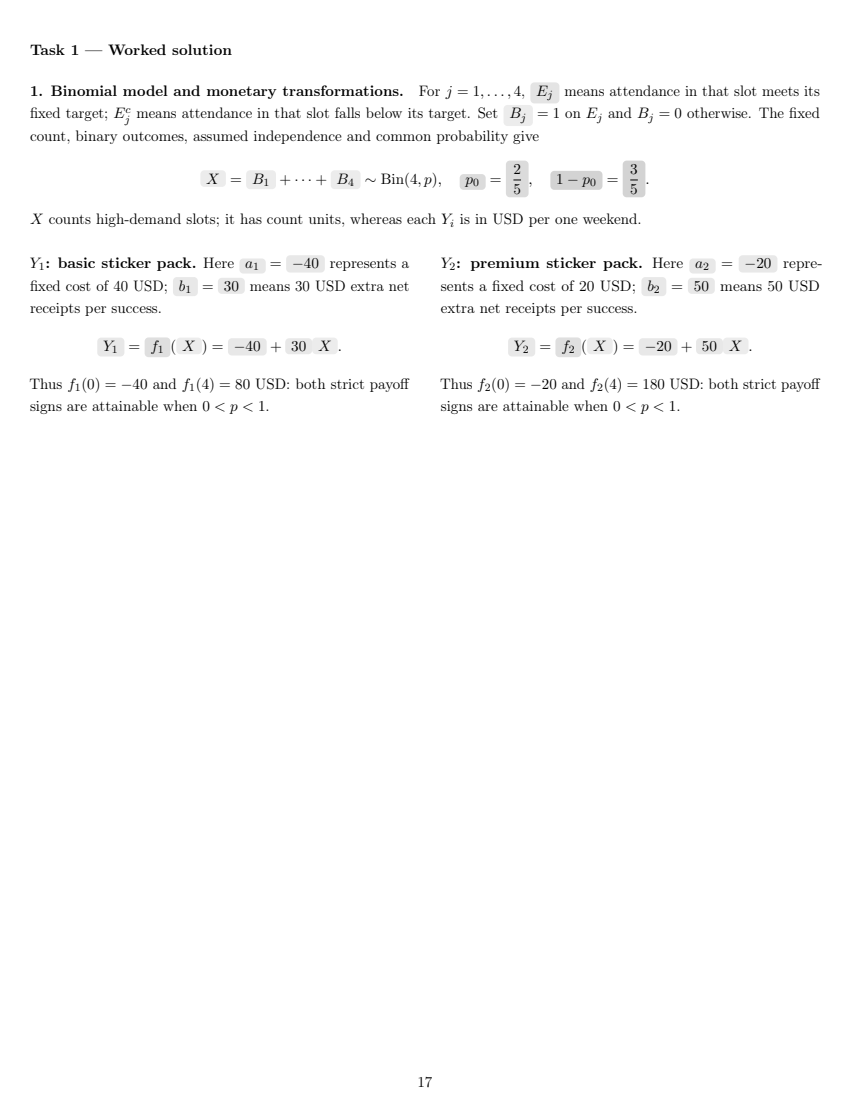 Task 1 — Worked solution
1. Binomial model and monetary transformations. For j = 1, . . . , 4, E_j means attendance in that slot meets its
fixed target; E_j^c means attendance in that slot falls below its target. Set B_j = 1 on E_j and B_j = 0 otherwise. The fixed
count, binary outcomes, assumed independence and common probability give
X = B_1 + · · · + B_4 ∼ Bin(4, p), p_0 = 2/5, 1 − p_0 = 3/5.
X counts high-demand slots; it has count units, whereas each Y_i is in USD per one weekend.
Y_1: basic sticker pack. Here a_1 = −40 represents a
fixed cost of 40 USD; b_1 = 30 means 30 USD extra net
receipts per success.
Y_1 = f_1( X ) = −40 + 30 X .
Thus f_1(0) = −40 and f_1(4) = 80 USD: both strict payoff
signs are attainable when 0 < p < 1.
Y_2: premium sticker pack. Here a_2 = −20 repre-
sents a fixed cost of 20 USD; b_2 = 50 means 50 USD
extra net receipts per success.
Y_2 = f_2( X ) = −20 + 50 X .
Thus f_2(0) = −20 and f_2(4) = 180 USD: both strict payoff
signs are attainable when 0 < p < 1.
17